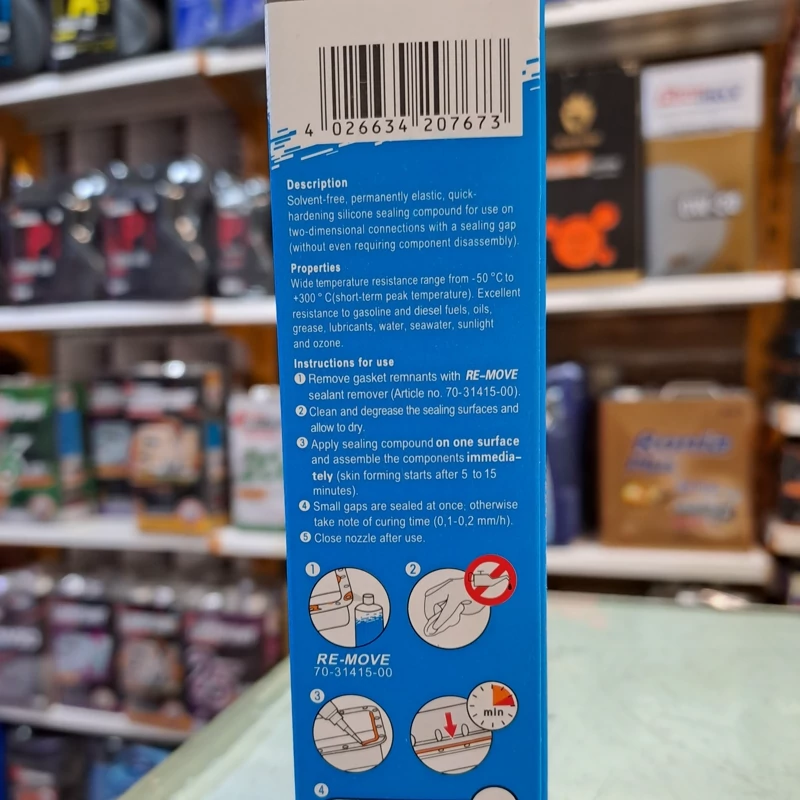 4 026634 207673
Description
Solvent-free, permanently elastic, quick-
hardening silicone sealing compound for use on
two-dimensional connections with a sealing gap
(without even requiring component disassembly).
Properties
Wide temperature resistance range from -50 °C to
+300 ° C(short-term peak temperature). Excellent
resistance to gasoline and diesel fuels, oils,
grease, lubricants, water, seawater, sunlight
and ozone.
Instructions for use
1 Remove gasket remnants with RE-MOVE
sealant remover (Article no. 70-31415-00).
2 Clean and degrease the sealing surfaces and
allow to dry.
3 Apply sealing compound on one surface
and assemble the components immedia-
tely (skin forming starts after 5 to 15
minutes).
4 Small gaps are sealed at once; otherwise
take note of curing time (0,1-0,2 mm/h).
5 Close nozzle after use.
1 2
RE-MOVE
70-31415-00
3
min
4